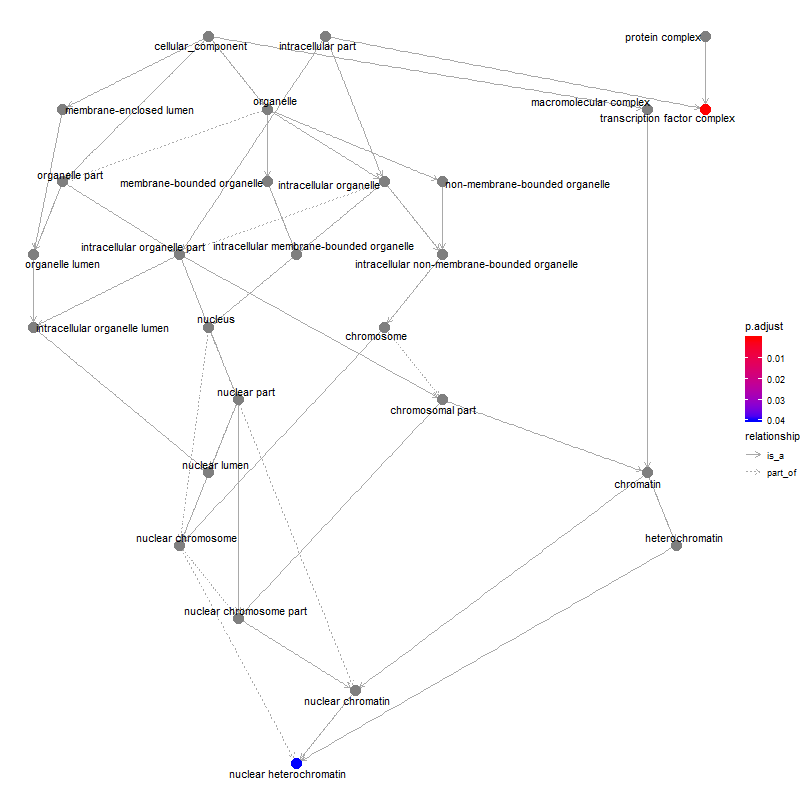 cellular_component
intracellular part
protein complex
membrane-enclosed lumen
organelle
macromolecular complex
transcription factor complex
organelle part
membrane-bounded organelle
intracellular organelle
non-membrane-bounded organelle
intracellular organelle part
intracellular membrane-bounded organelle
organelle lumen
intracellular non-membrane-bounded organelle
intracellular organelle lumen
nucleus
chromosome
nuclear part
chromosomal part
nuclear lumen
chromatin
nuclear chromosome
heterochromatin
nuclear chromosome part
nuclear chromatin
nuclear heterochromatin
p.adjust
0.01
0.02
0.03
0.04
relationship
is_a
part_of